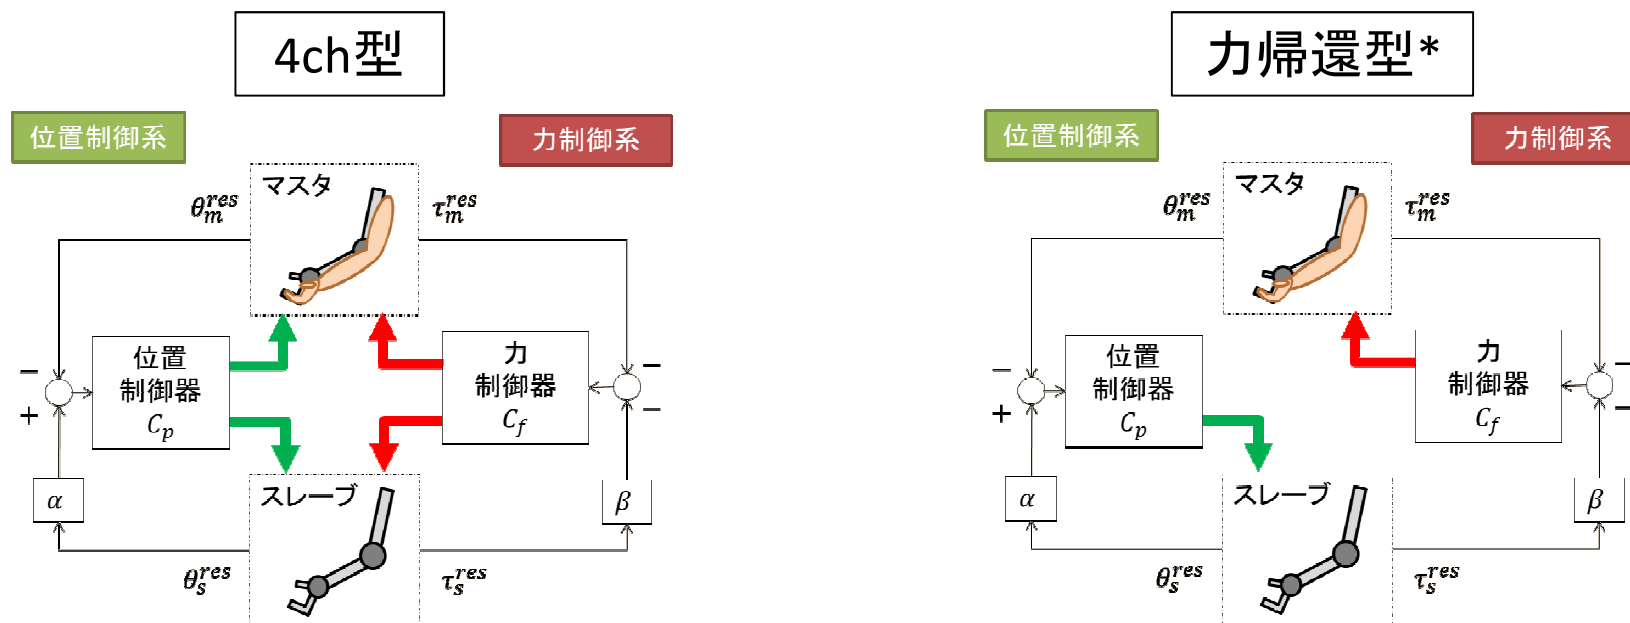 4ch型
位置制御系
力制御系
マスタ
θ_m^res
τ_m^res
−
+
位置
制御器
C_p
力
制御器
C_f
−
−
α
スレーブ
β
θ_s^res
τ_s^res
力帰還型*
位置制御系
力制御系
マスタ
θ_m^res
τ_m^res
−
+
位置
制御器
C_p
力
制御器
C_f
−
−
α
スレーブ
β
θ_s^res
τ_s^res